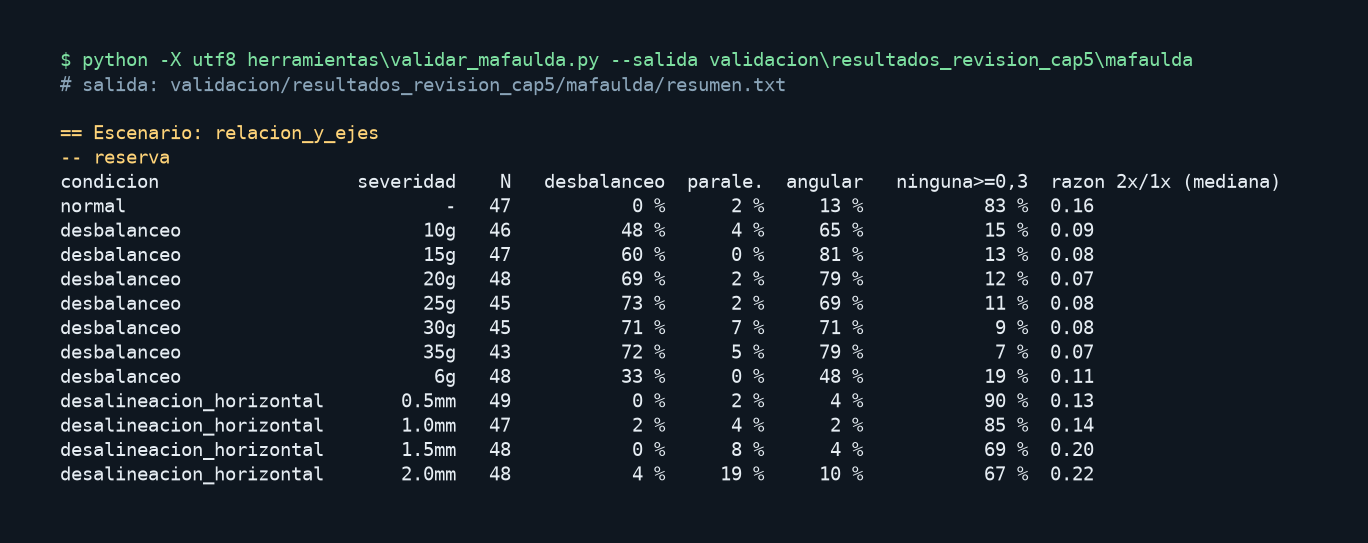 $ python -X utf8 herramientas\validar_mafaulda.py --salida validacion\resultados_revision_cap5\mafaulda
# salida: validacion/resultados_revision_cap5/mafaulda/resumen.txt
== Escenario: relacion_y_ejes
-- reserva
condicion                  severidad    N   desbalanceo  parale.  angular   ninguna>=0,3  razon 2x/1x (mediana)
normal                             -   47           0 %      2 %     13 %           83 %  0.16
desbalanceo                      10g   46          48 %      4 %     65 %           15 %  0.09
desbalanceo                      15g   47          60 %      0 %     81 %           13 %  0.08
desbalanceo                      20g   48          69 %      2 %     79 %           12 %  0.07
desbalanceo                      25g   45          73 %      2 %     69 %           11 %  0.08
desbalanceo                      30g   45          71 %      7 %     71 %            9 %  0.08
desbalanceo                      35g   43          72 %      5 %     79 %            7 %  0.07
desbalanceo                       6g   48          33 %      0 %     48 %           19 %  0.11
desalineacion_horizontal       0.5mm   49           0 %      2 %      4 %           90 %  0.13
desalineacion_horizontal       1.0mm   47           2 %      4 %      2 %           85 %  0.14
desalineacion_horizontal       1.5mm   48           0 %      8 %      4 %           69 %  0.20
desalineacion_horizontal       2.0mm   48           4 %     19 %     10 %           67 %  0.22